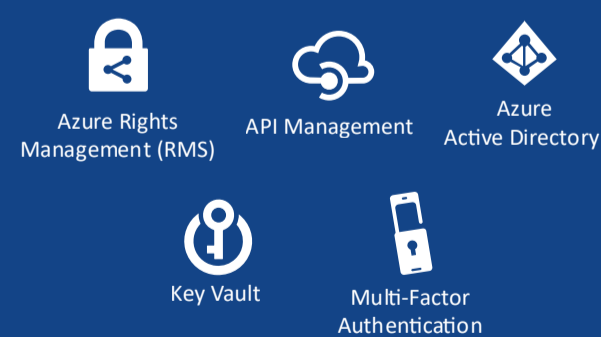 Azure Rights
Management (RMS)
API Management
Azure
Active Directory
Key Vault
Multi-Factor
Authentication